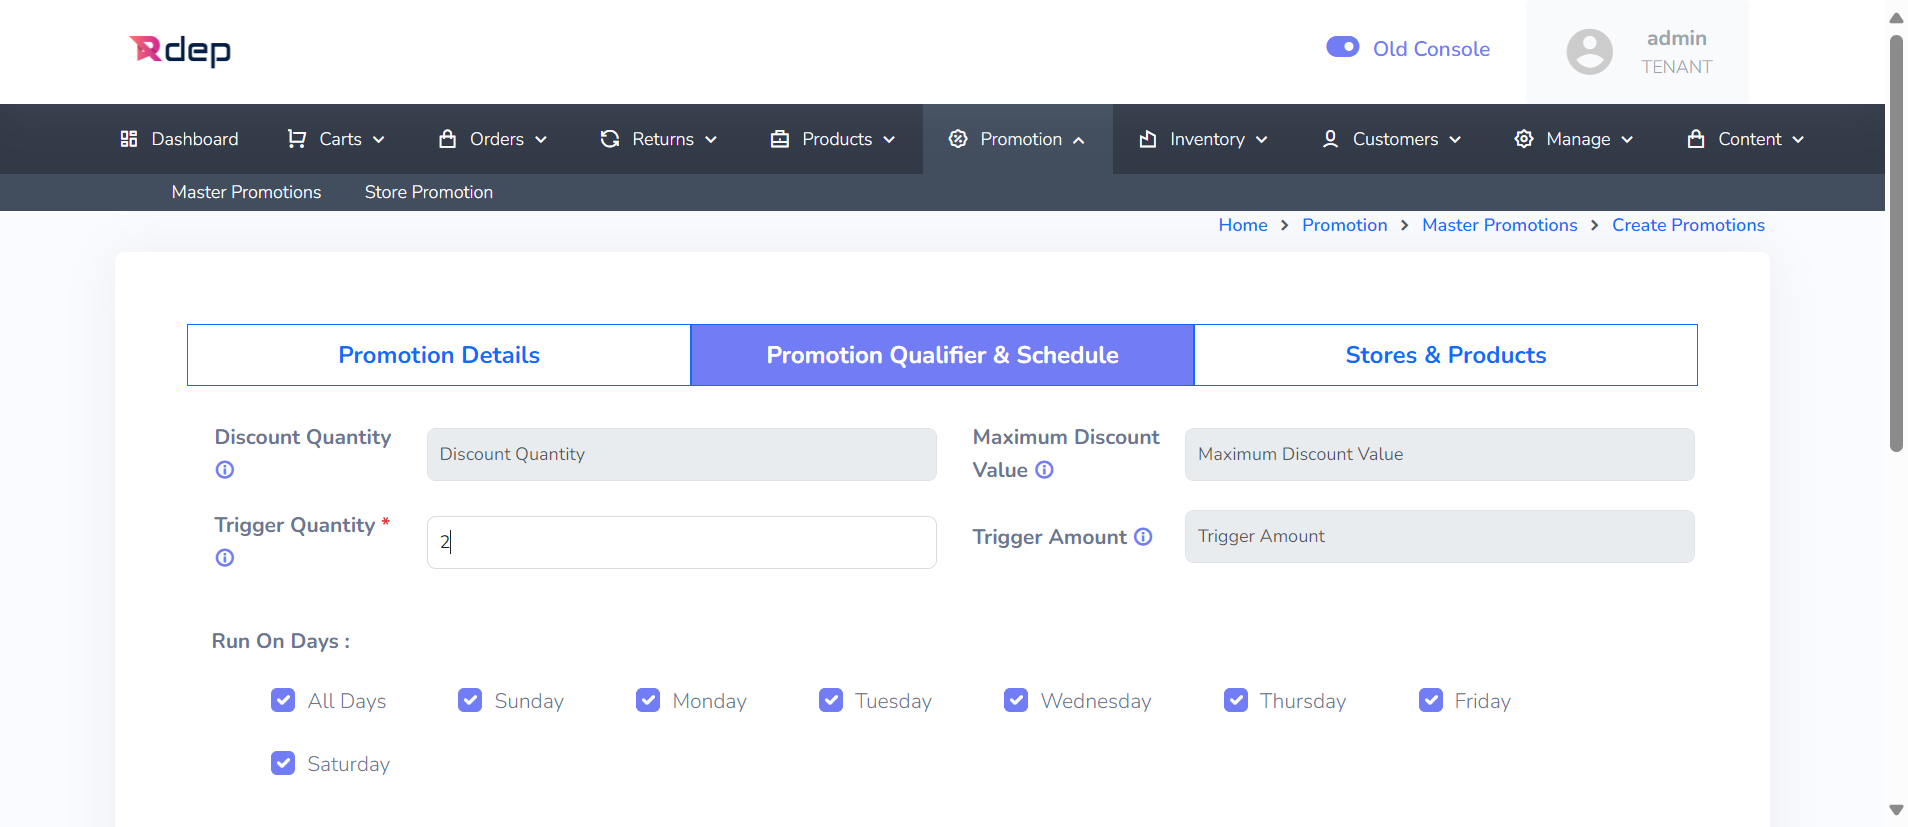 Rdep
Old Console
admin
TENANT
Dashboard Carts Orders Returns Products Promotion Inventory Customers Manage Content
Master Promotions Store Promotion
Home > Promotion > Master Promotions > Create Promotions
Promotion Details Promotion Qualifier & Schedule Stores & Products
Discount Quantity
Discount Quantity
Maximum Discount
Value
Maximum Discount Value
Trigger Quantity *
2
Trigger Amount
Trigger Amount
Run On Days :
All Days Sunday Monday Tuesday Wednesday Thursday Friday
Saturday